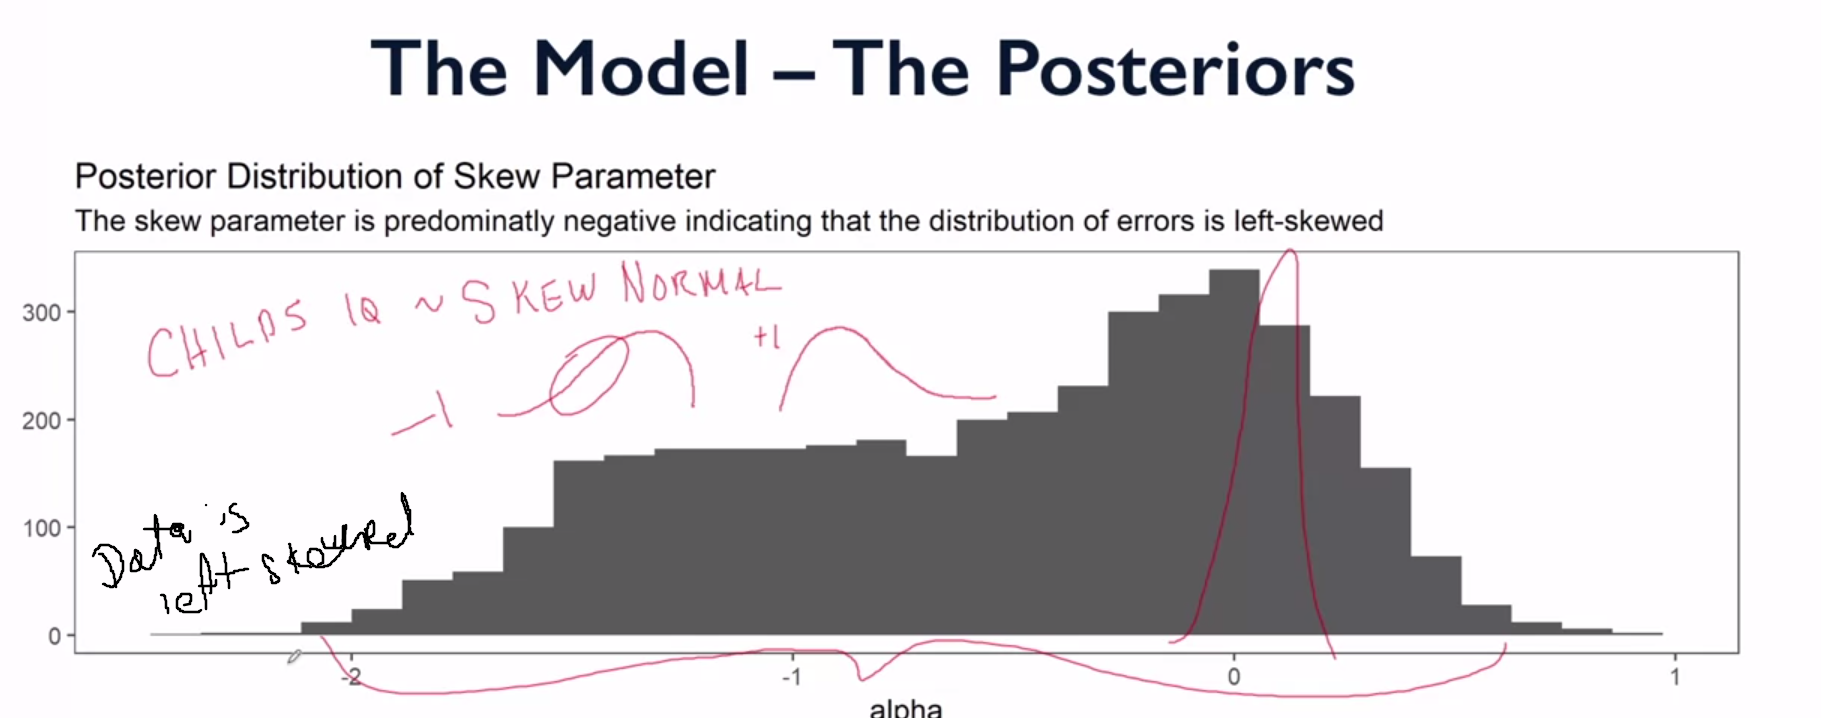 The Model – The Posteriors
Posterior Distribution of Skew Parameter
The skew parameter is predominatly negative indicating that the distribution of errors is left-skewed
CHILDS IQ ~ SKEW NORMAL
+1
-1
300
200
100
0
Data is
left skewed
-2 -1 0 1
alpha